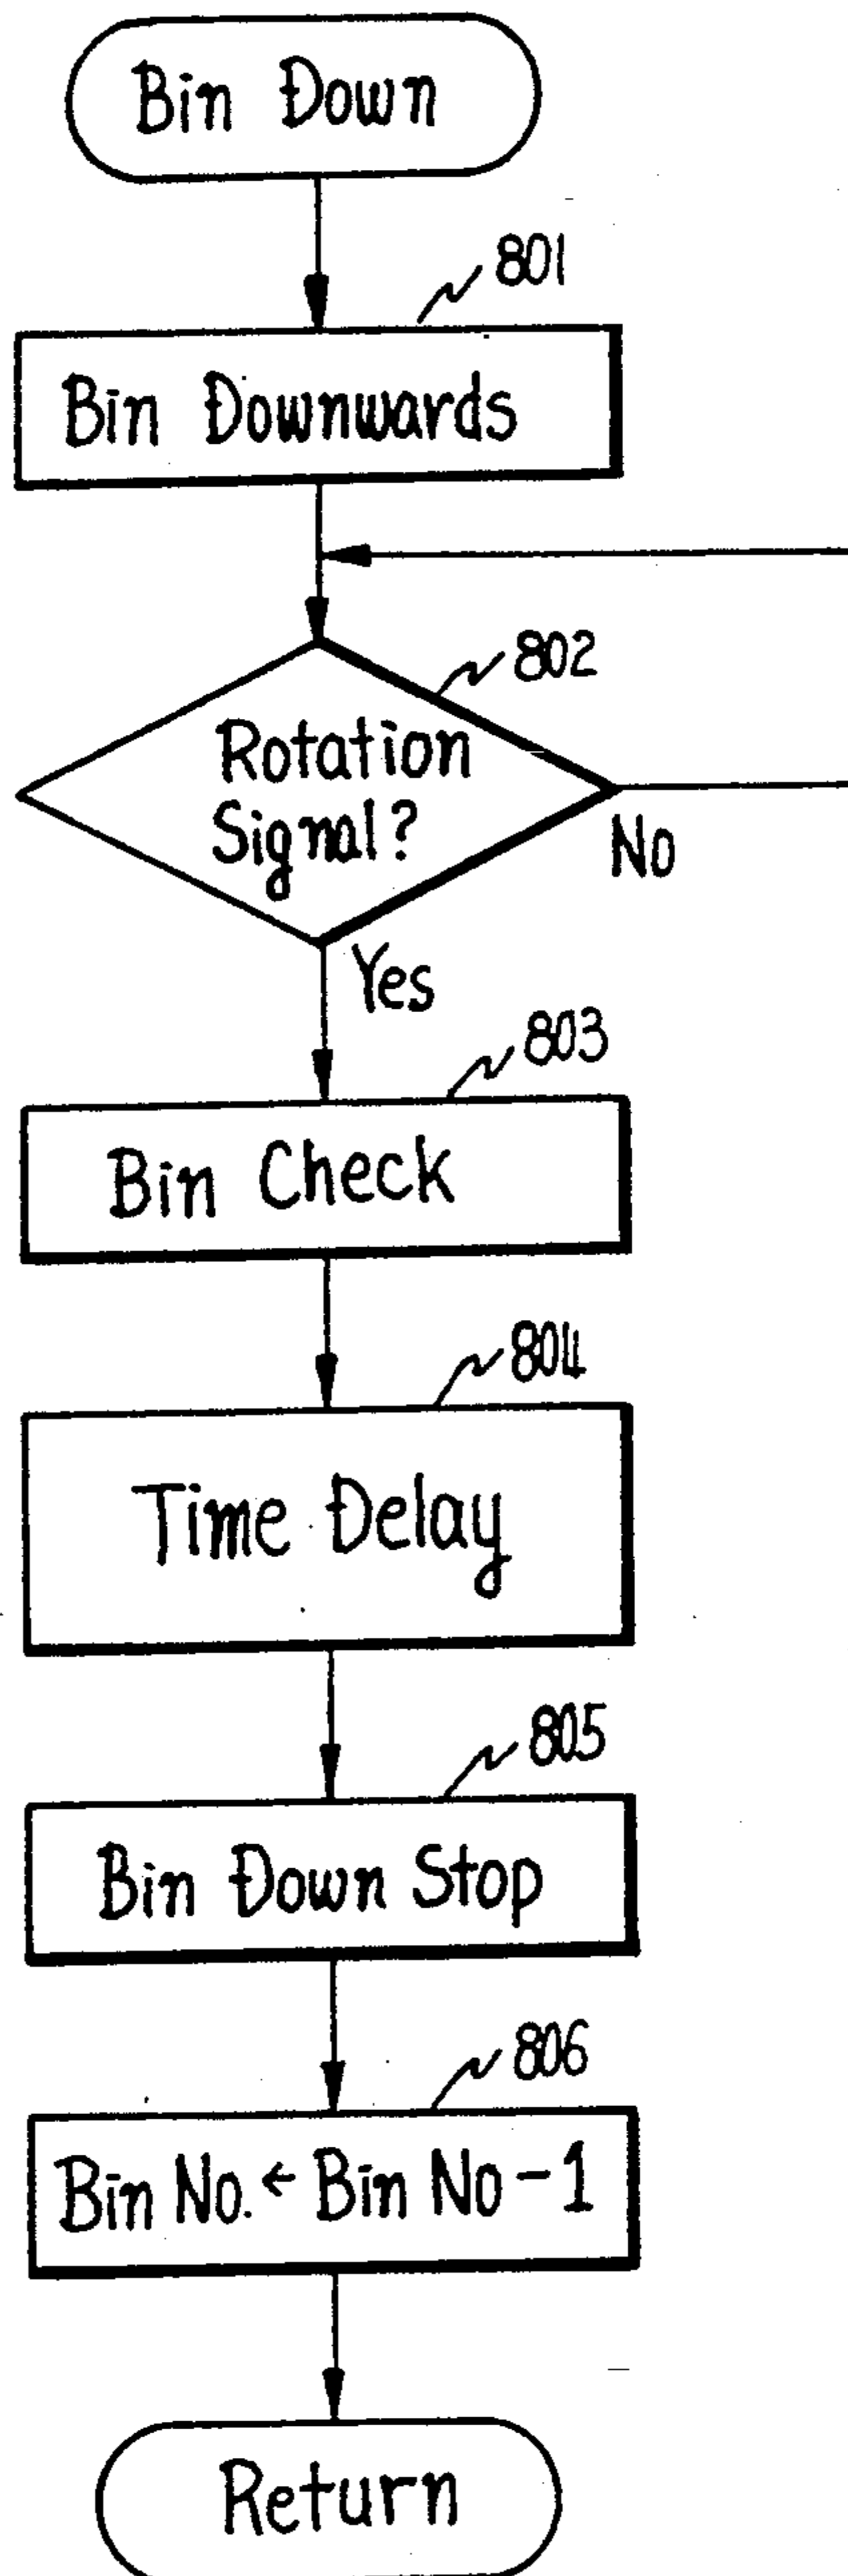 Bin Down
801
Bin Downwards
802
Rotation
Signal?
No
Yes
803
Bin Check
804
Time Delay
805
Bin Down Stop
806
Bin No. ← Bin No - 1
Return